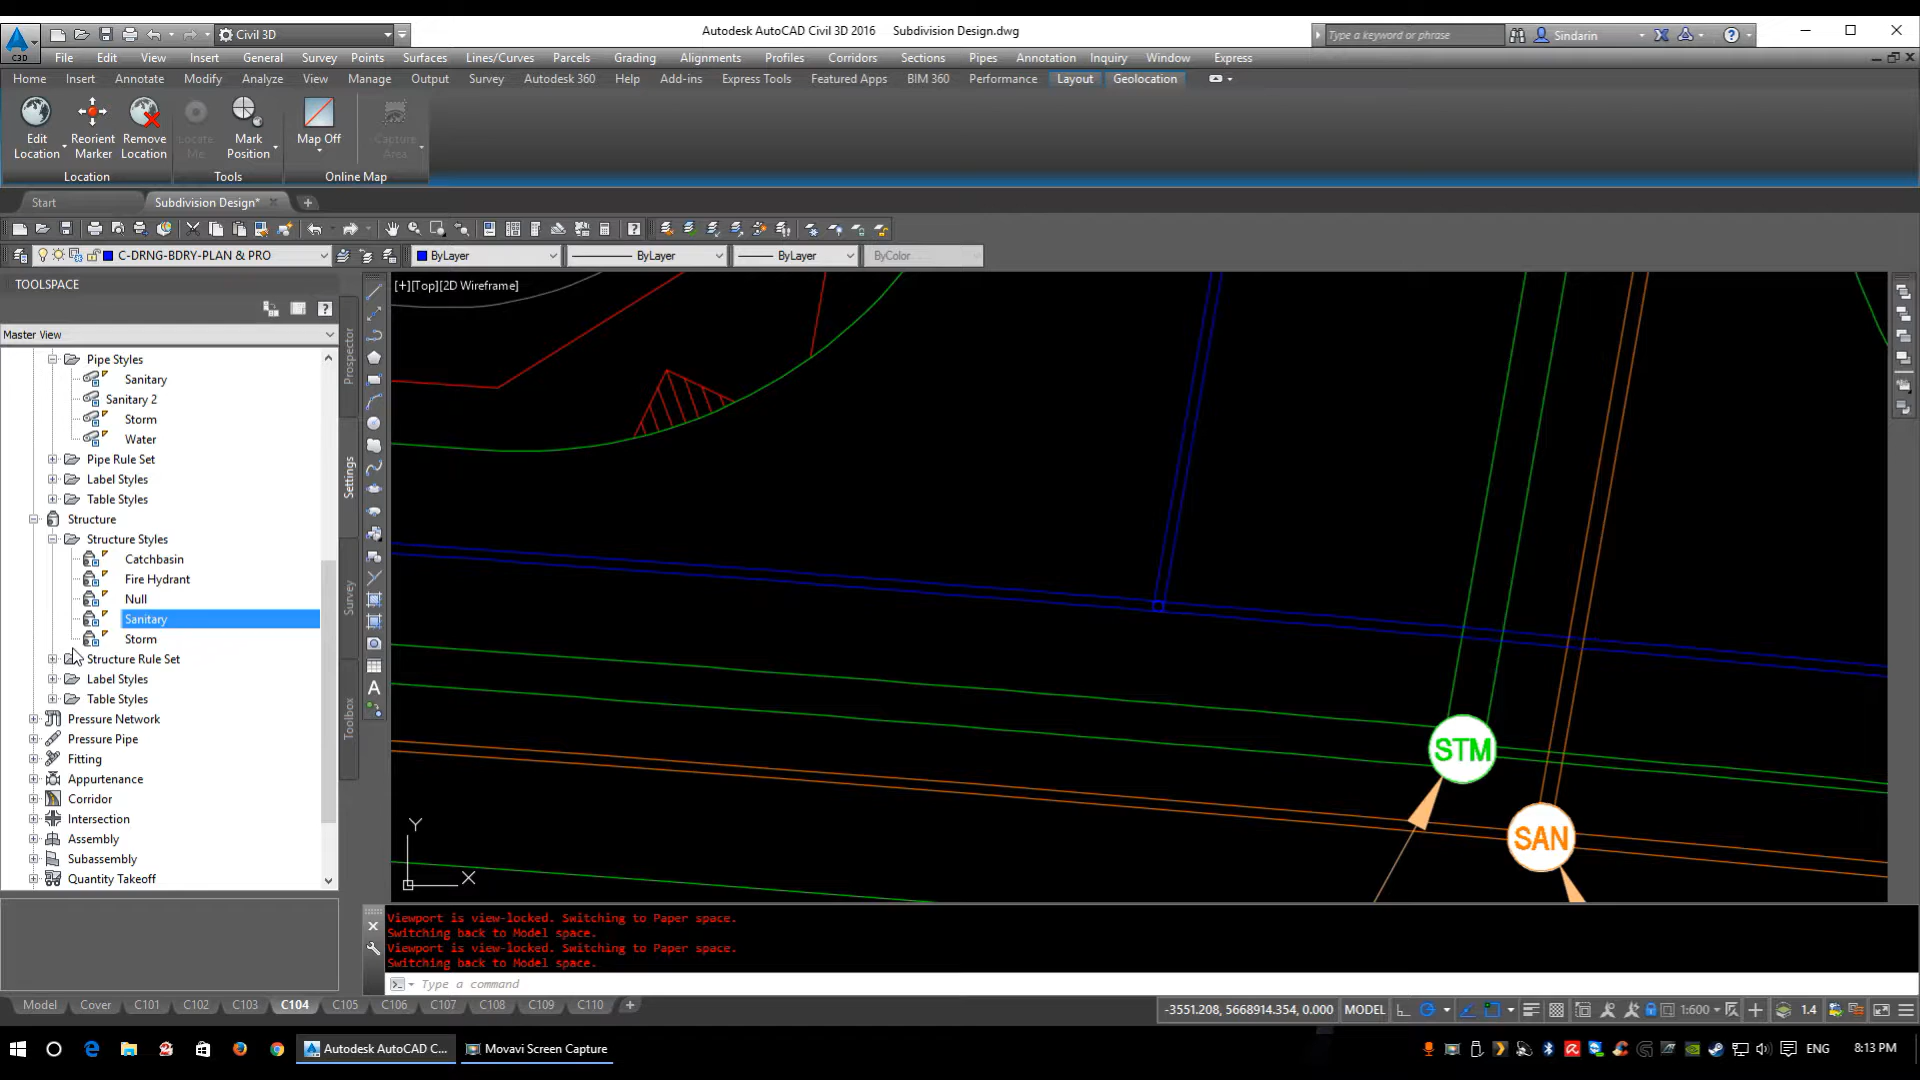 Civil 3D
Autodesk AutoCAD Civil 3D 2016 Subdivision Design.dwg
Type a keyword or phrase
Sindarin
C3D
File Edit View Insert General Survey Points Surfaces Lines/Curves Parcels Grading Alignments Profiles Corridors Sections Pipes Annotation Inquiry Window Express
Home Insert Annotate Modify Analyze View Manage Output Survey Autodesk 360 Help Add-ins Express Tools Featured Apps BIM 360 Performance Layout Geolocation
Edit Location
Reorient Marker
Remove Location
Locate Me
Mark Position
Map Off
Capture Area
Location Tools Online Map
Start Subdivision Design*
C-DRNG-BDRY-PLAN & PRO ByLayer ByLayer ByLayer ByColor
TOOLSPACE
[+][Top][2D Wireframe]
Master View
Prospector
Settings
Survey
Toolbox
Pipe Styles
Sanitary
Sanitary 2
Storm
Water
Pipe Rule Set
Label Styles
Table Styles
Structure
Structure Styles
Catchbasin
Fire Hydrant
Null
Sanitary
Storm
Structure Rule Set
Label Styles
Table Styles
Pressure Network
Pressure Pipe
Fitting
Appurtenance
Corridor
Intersection
Assembly
Subassembly
Quantity Takeoff
STM
SAN
Y
X
A
Viewport is view-locked. Switching to Paper space.
Switching back to Model space.
Viewport is view-locked. Switching to Paper space.
Switching back to Model space.
Type a command
Model Cover C101 C102 C103 C104 C105 C106 C107 C108 C109 C110
-3551.208, 5668914.354, 0.000 MODEL 1:600 1.4
Autodesk AutoCAD C... Movavi Screen Capture
ENG 8:13 PM